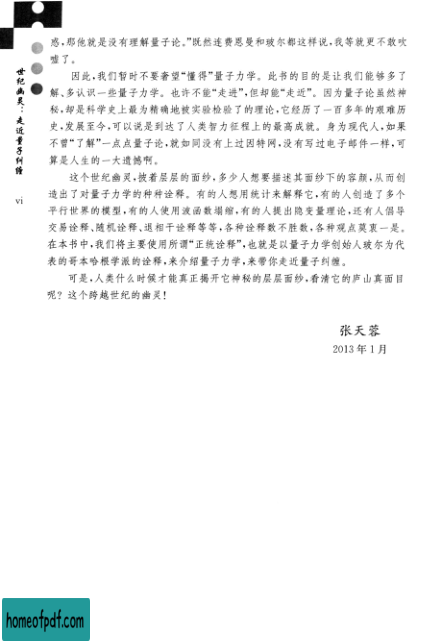 惑,那他就是没有理解量子论。”既然连费恩曼和玻尔都这样说,我等就更不敢吹
嘘了。
因此,我们暂时不要奢望“懂得”量子力学。此书的目的是让我们能够多了
解、多认识一些量子力学。也许不能“走进”,但却能“走近”。因为量子论虽然神
秘,却是科学史上最为精确地被实验检验了的理论,它经历了一百多年的艰难历
史,发展至今,可以说是到达了人类智力征程上的最高成就。身为现代人,如果
不曾“了解”一点点量子论,就如同没有上过因特网,没有写过电子邮件一样,可
算是人生的一大遗憾啊。
这个世纪幽灵,披着层层的面纱,多少人想要描述其面纱下的容颜,从而创
造出了对量子力学的种种诠释。有的人想用统计来解释它,有的人创造了多个
平行世界的模型,有的人使用波函数塌缩,有的人提出隐变量理论,还有人倡导
交易诠释、随机诠释、退相干诠释等等,各种诠释数不胜数,各种观点莫衷一是。
在本书中,我们将主要使用所谓“正统诠释”,也就是以量子力学创始人玻尔为代
表的哥本哈根学派的诠释,来介绍量子力学,来带你走近量子纠缠。
可是,人类什么时候才能真正揭开它神秘的层层面纱,看清它的庐山真面目
呢?这个跨越世纪的幽灵!
张天蓉
2013 年 1 月
世纪幽灵:走近量子纠缠
vi
homeofpdf.com